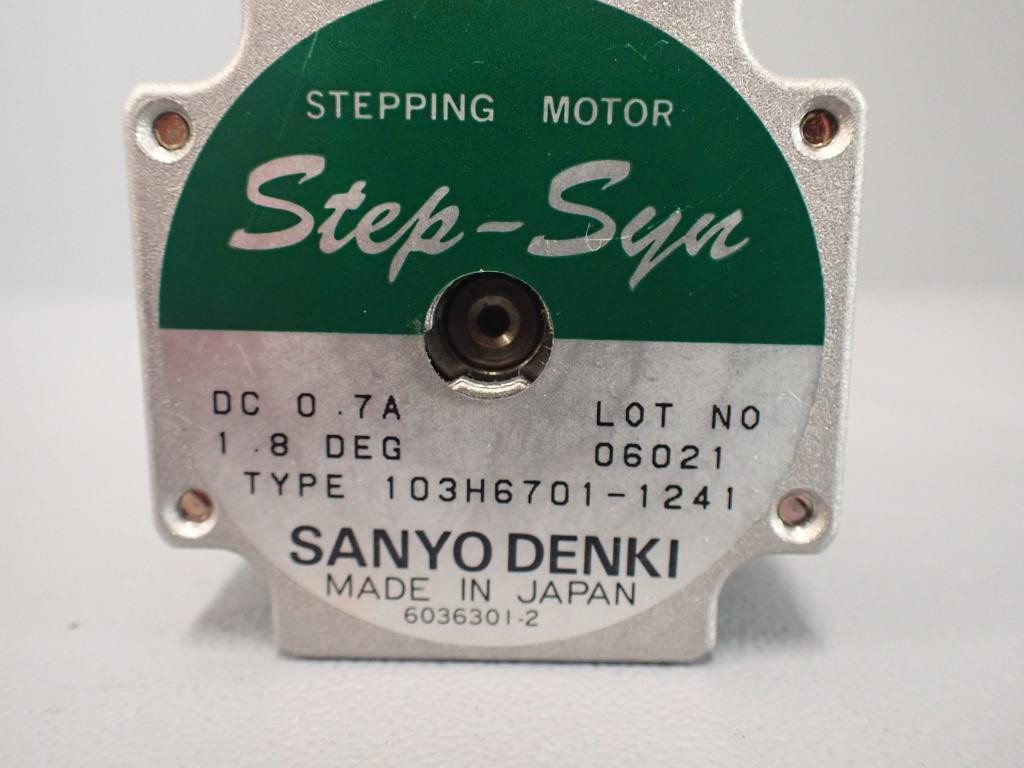 STEPPING MOTOR
Step-Syn
DC 0.7A
1.8 DEG
LOT NO
06021
TYPE 103H6701-1241
SANYO DENKI
MADE IN JAPAN
6036301-2